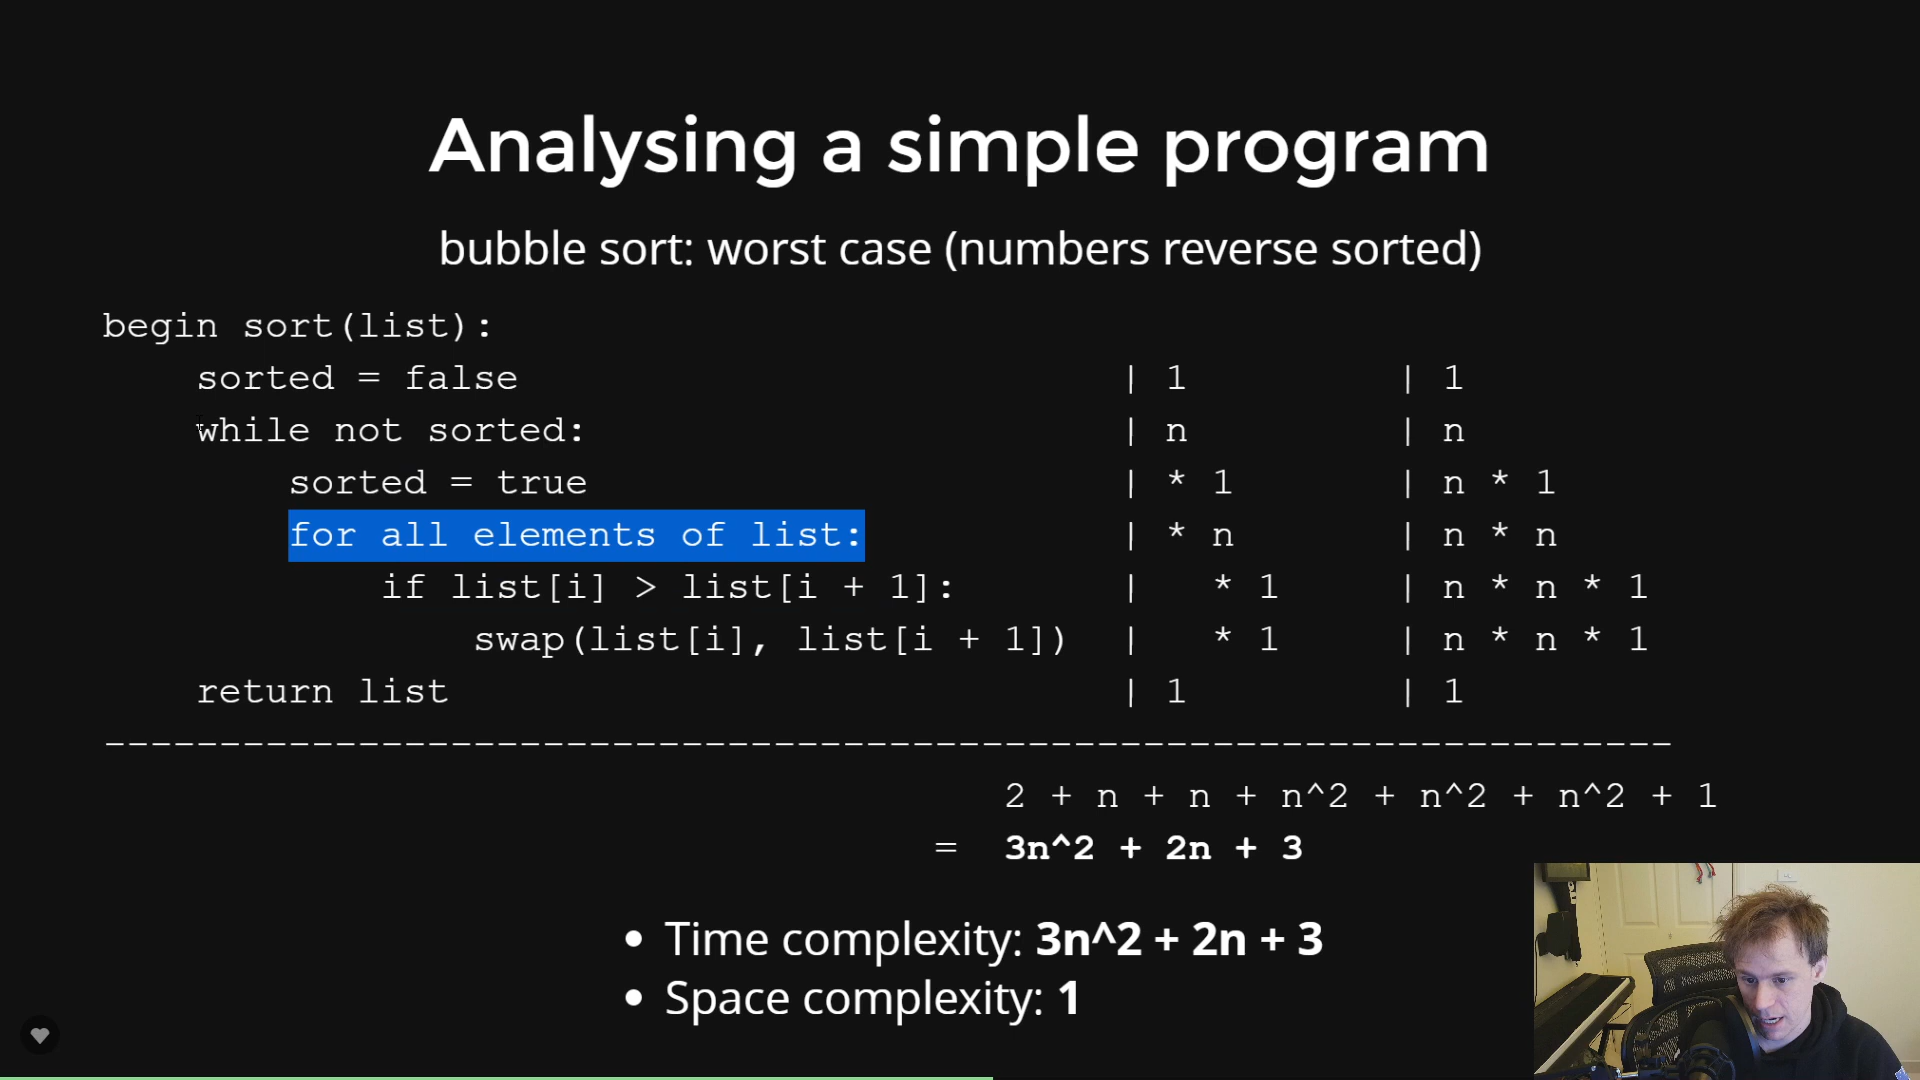 Analysing a simple program
bubble sort: worst case (numbers reverse sorted)
begin sort(list):
    sorted = false | 1 | 1
    while not sorted: | n | n
        sorted = true | * 1 | n * 1
        for all elements of list: | * n | n * n
            if list[i] > list[i + 1]: | * 1 | n * n * 1
                swap(list[i], list[i + 1]) | * 1 | n * n * 1
    return list | 1 | 1
--------------------------------------------------------------------
2 + n + n + n^2 + n^2 + n^2 + 1
= 3n^2 + 2n + 3
• Time complexity: 3n^2 + 2n + 3
• Space complexity: 1